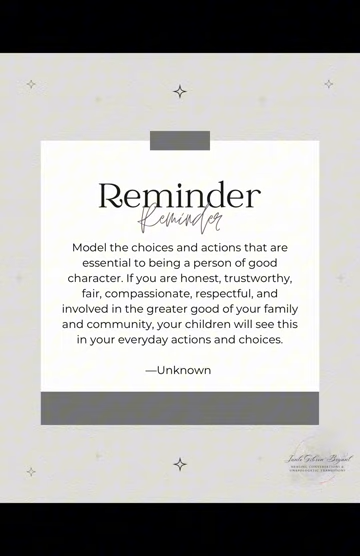 Reminder
Reminder
Model the choices and actions that are
essential to being a person of good
character. If you are honest, trustworthy,
fair, compassionate, respectful, and
involved in the greater good of your family
and community, your children will see this
in your everyday actions and choices.
—Unknown